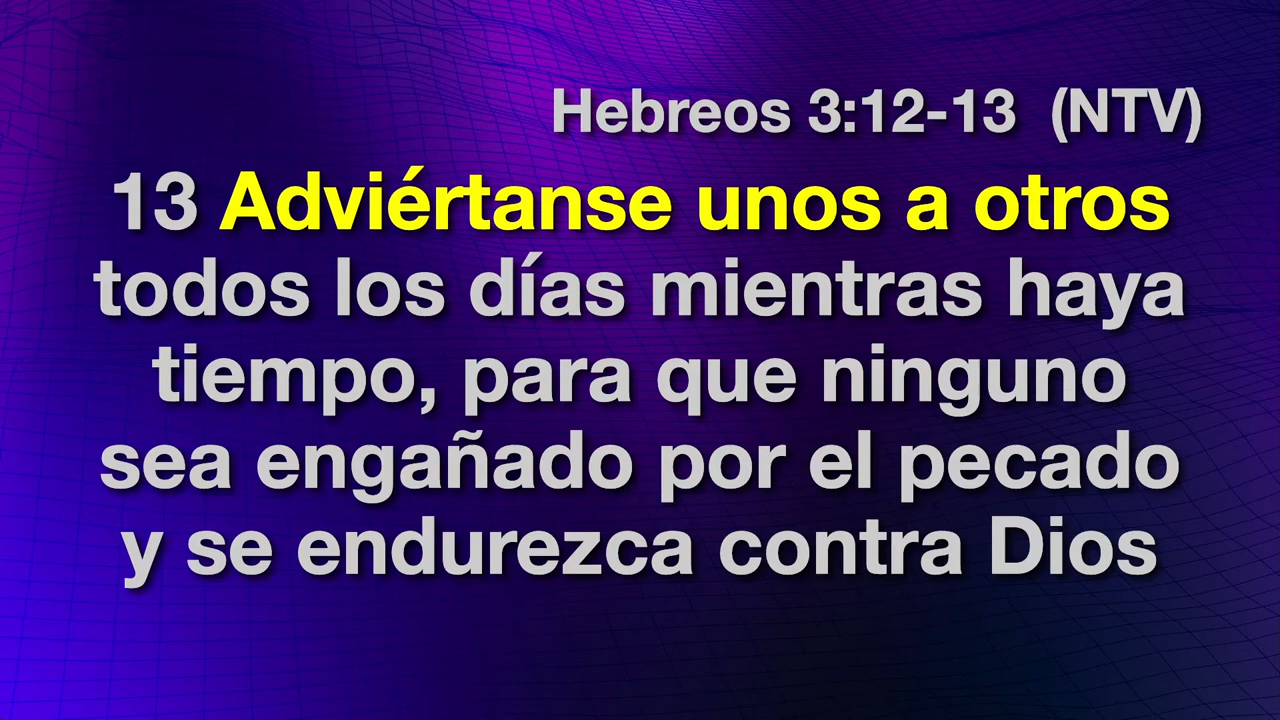 Hebreos 3:12-13 (NTV)
13 Adviértanse unos a otros
todos los días mientras haya
tiempo, para que ninguno
sea engañado por el pecado
y se endurezca contra Dios